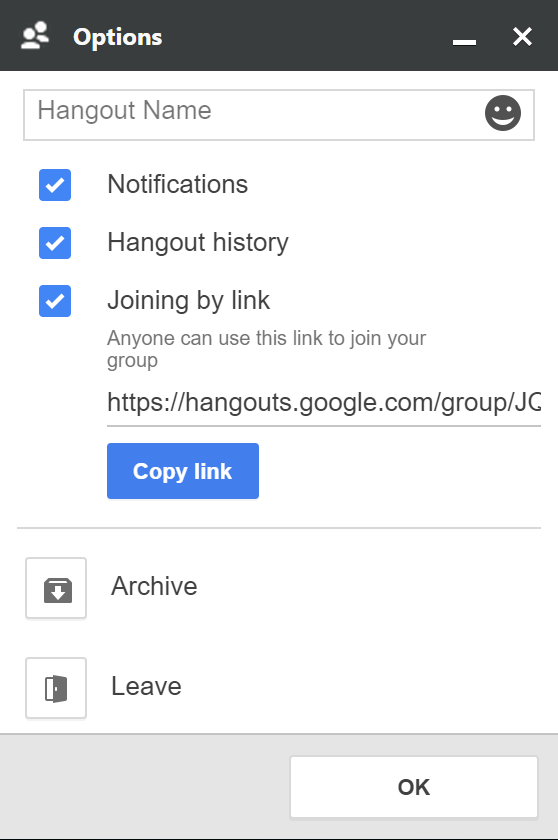 Options
Hangout Name
Notifications
Hangout history
Joining by link
Anyone can use this link to join your
group
https://hangouts.google.com/group/JQ
Copy link
Archive
Leave
OK